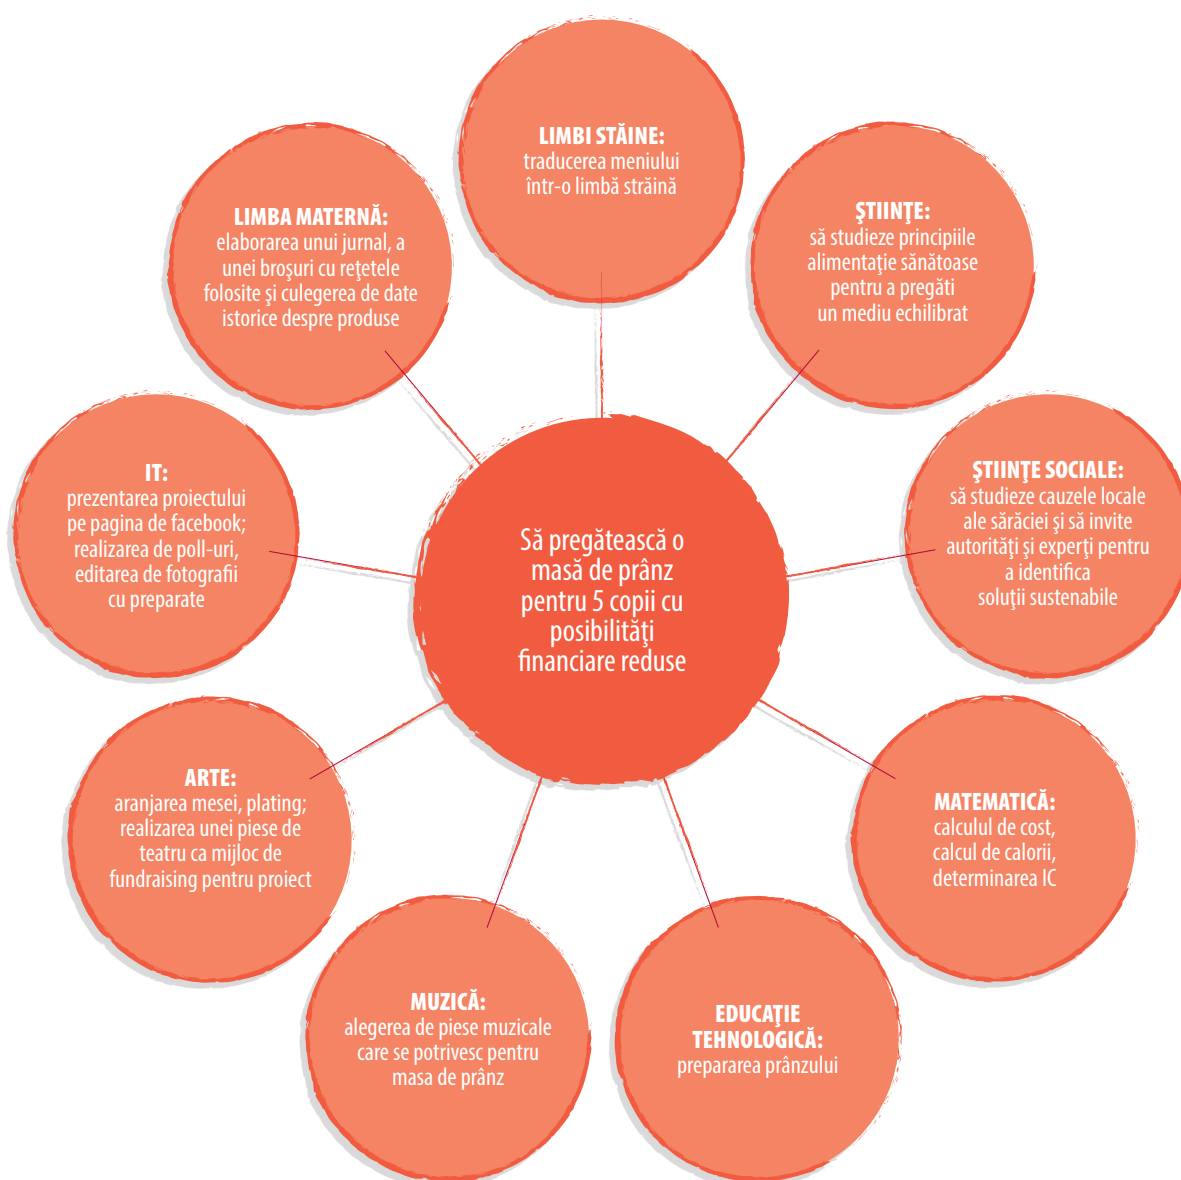 LIMBI STĂINE:
traducerea meniului
într-o limbă străină
ŞTIINŢE:
să studieze principiile
alimentaţie sănătoase
pentru a pregăti
un mediu echilibrat
ŞTIINŢE SOCIALE:
să studieze cauzele locale
ale sărăciei şi să invite
autorităţi şi experţi pentru
a identifica
soluţii sustenabile
MATEMATICĂ:
calculul de cost,
calcul de calorii,
determinarea IC
EDUCAŢIE
TEHNOLOGICĂ:
prepararea prânzului
MUZICĂ:
alegerea de piese muzicale
care se potrivesc pentru
masa de prânz
ARTE:
aranjarea mesei, plating;
realizarea unei piese de
teatru ca mijloc de
fundraising pentru proiect
IT:
prezentarea proiectului
pe pagina de facebook;
realizarea de poll-uri,
editarea de fotografii
cu preparate
LIMBA MATERNĂ:
elaborarea unui jurnal, a
unei broşuri cu reţetele
folosite şi culegerea de date
istorice despre produse
Să pregătească o
masă de prânz
pentru 5 copii cu
posibilităţi
financiare reduse